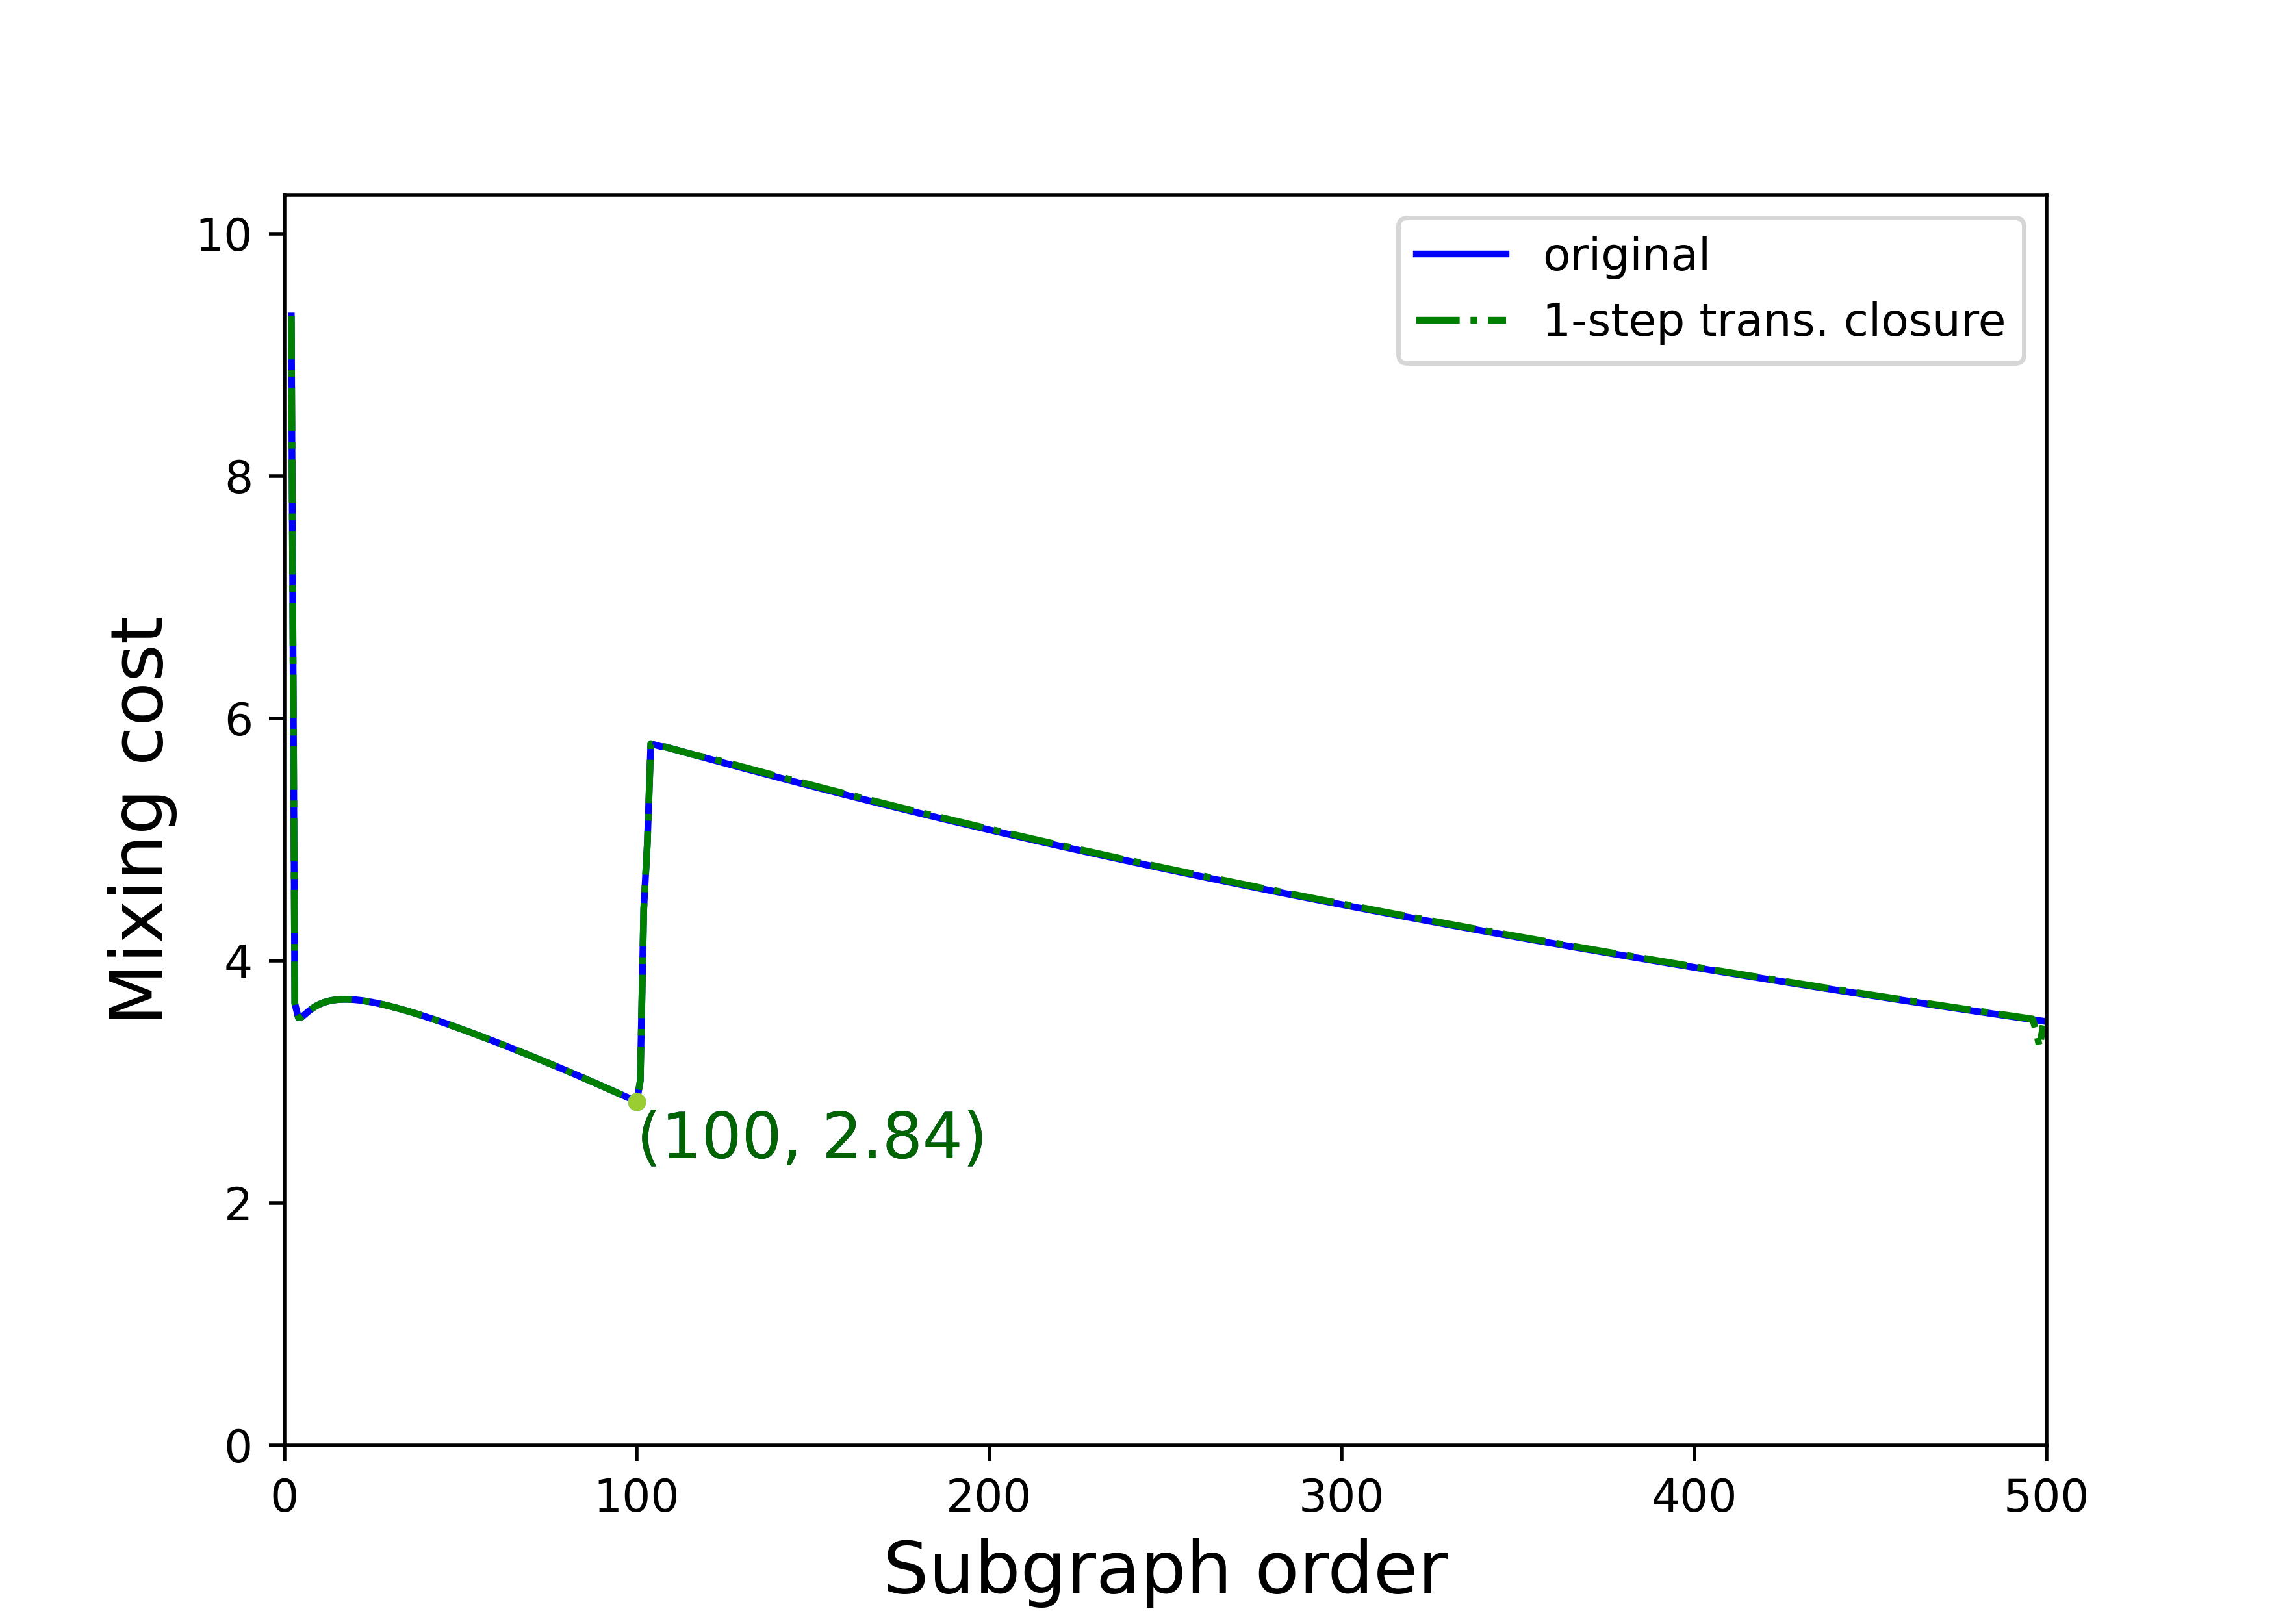 original
1-step trans. closure
10
8
6
4
2
0
Mixing cost
(100, 2.84)
0 100 200 300 400 500
Subgraph order